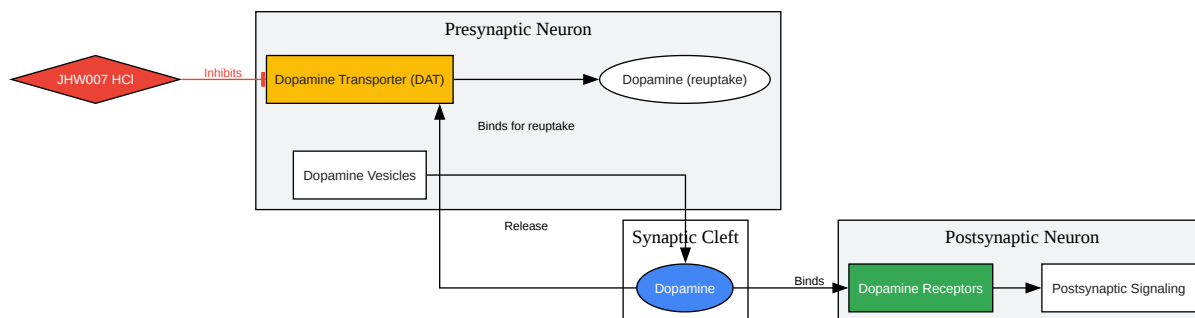 Presynaptic Neuron
JHW007 HCl
Inhibits
Dopamine Transporter (DAT)
Dopamine (reuptake)
Binds for reuptake
Dopamine Vesicles
Release
Synaptic Cleft
Postsynaptic Neuron
Dopamine
Binds
Dopamine Receptors
Postsynaptic Signaling